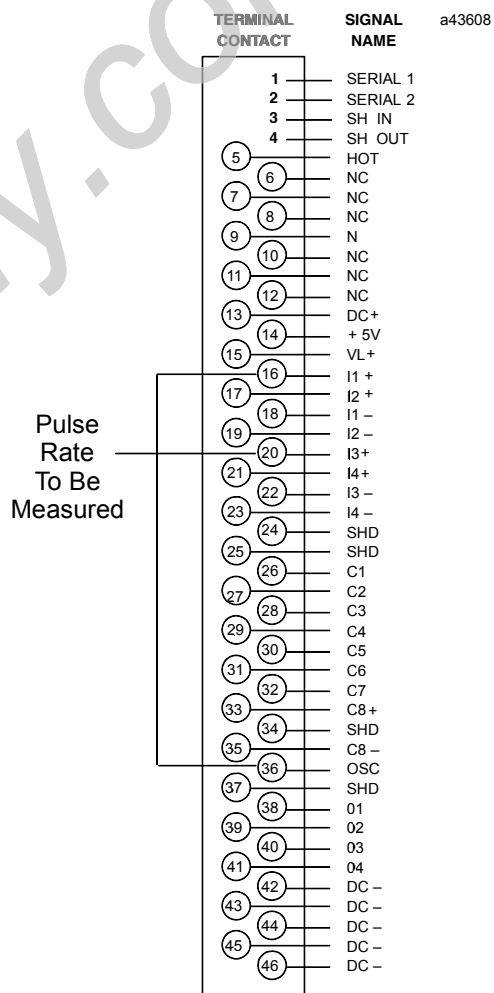 TERMINAL CONTACT SIGNAL NAME a43608
1 SERIAL 1
2 SERIAL 2
3 SH IN
4 SH OUT
5 HOT
6 NC
7 NC
8 NC
9 N
10 NC
11 NC
12 NC
13 DC+
14 + 5V
15 VL+
16 I1 +
17 I2 +
18 I1 –
19 I2 –
Pulse Rate To Be Measured
20 I3+
21 I4+
22 I3 –
23 I4 –
24 SHD
25 SHD
26 C1
27 C2
28 C3
29 C4
30 C5
31 C6
32 C7
33 C8+
34 SHD
35 C8 –
36 OSC
37 SHD
38 01
39 02
40 03
41 04
42 DC –
43 DC –
44 DC –
45 DC –
46 DC –
y.co